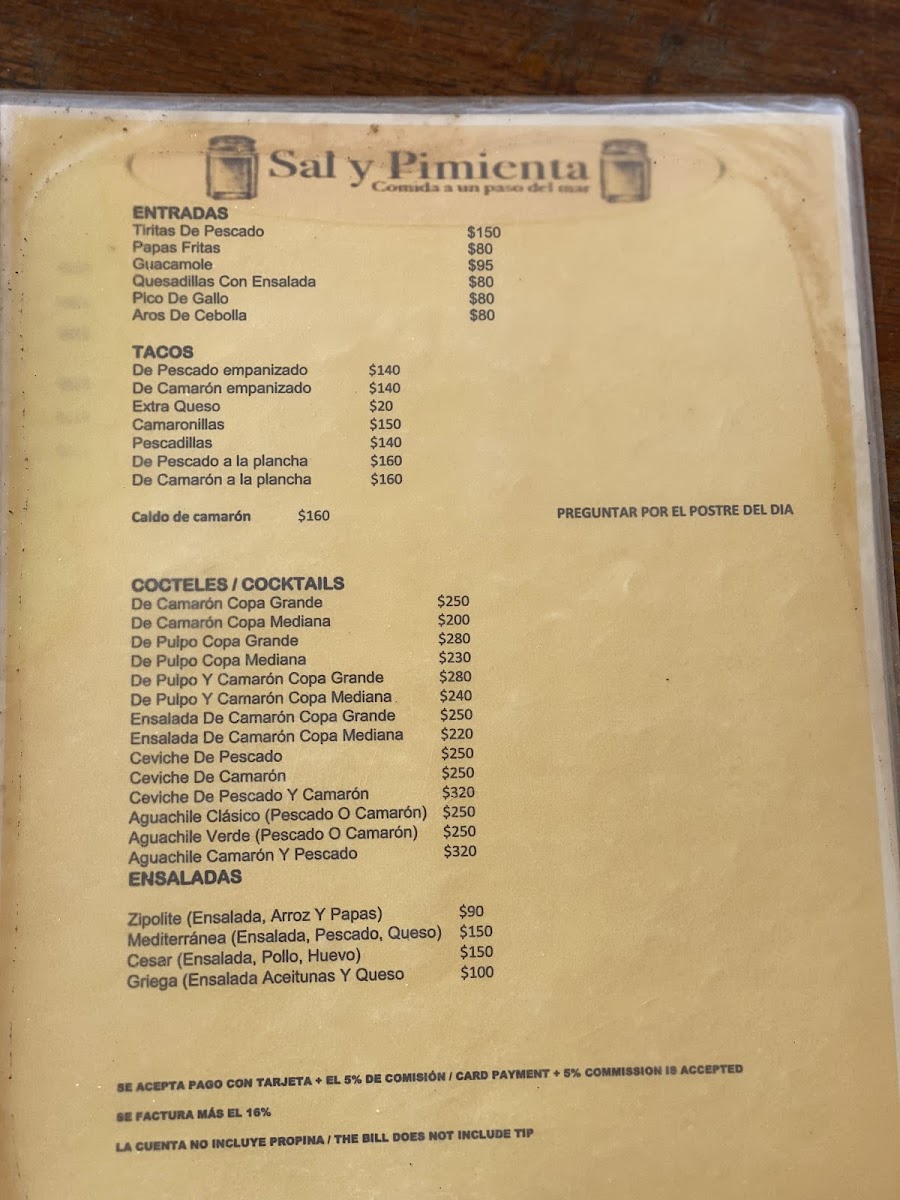 Sal y Pimienta
Comida a un paso del mar
ENTRADAS
Tiritas De Pescado $150
Papas Fritas $80
Guacamole $95
Quesadillas Con Ensalada $80
Pico De Gallo $80
Aros De Cebolla $80
TACOS
De Pescado empanizado $140
De Camarón empanizado $140
Extra Queso $20
Camaronillas $150
Pescadillas $140
De Pescado a la plancha $160
De Camarón a la plancha $160
Caldo de camarón $160 PREGUNTAR POR EL POSTRE DEL DIA
COCTELES / COCKTAILS
De Camarón Copa Grande $250
De Camarón Copa Mediana $200
De Pulpo Copa Grande $280
De Pulpo Copa Mediana $230
De Pulpo Y Camarón Copa Grande $280
De Pulpo Y Camarón Copa Mediana $240
Ensalada De Camarón Copa Grande $250
Ensalada De Camarón Copa Mediana $220
Ceviche De Pescado $250
Ceviche De Camarón $250
Ceviche De Pescado Y Camarón $320
Aguachile Clásico (Pescado O Camarón) $250
Aguachile Verde (Pescado O Camarón) $250
Aguachile Camarón Y Pescado $320
ENSALADAS
Zipolite (Ensalada, Arroz Y Papas) $90
Mediterránea (Ensalada, Pescado, Queso) $150
Cesar (Ensalada, Pollo, Huevo) $150
Griega (Ensalada Aceitunas Y Queso $100
SE ACEPTA PAGO CON TARJETA + EL 5% DE COMISIÓN / CARD PAYMENT + 5% COMMISSION IS ACCEPTED
SE FACTURA MÁS EL 16%
LA CUENTA NO INCLUYE PROPINA / THE BILL DOES NOT INCLUDE TIP